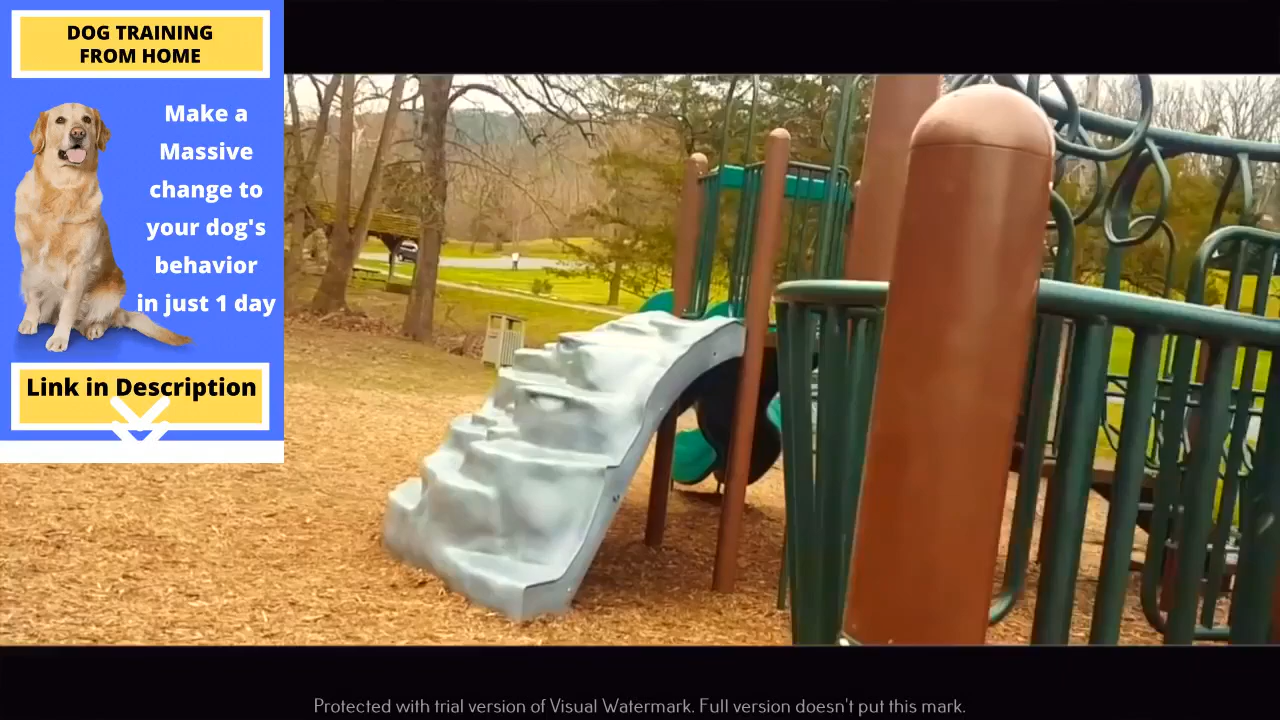 DOG TRAINING
FROM HOME
Make a
Massive
change to
your dog's
behavior
in just 1 day
Link in Description
Protected with trial version of Visual Watermark. Full version doesn't put this mark.